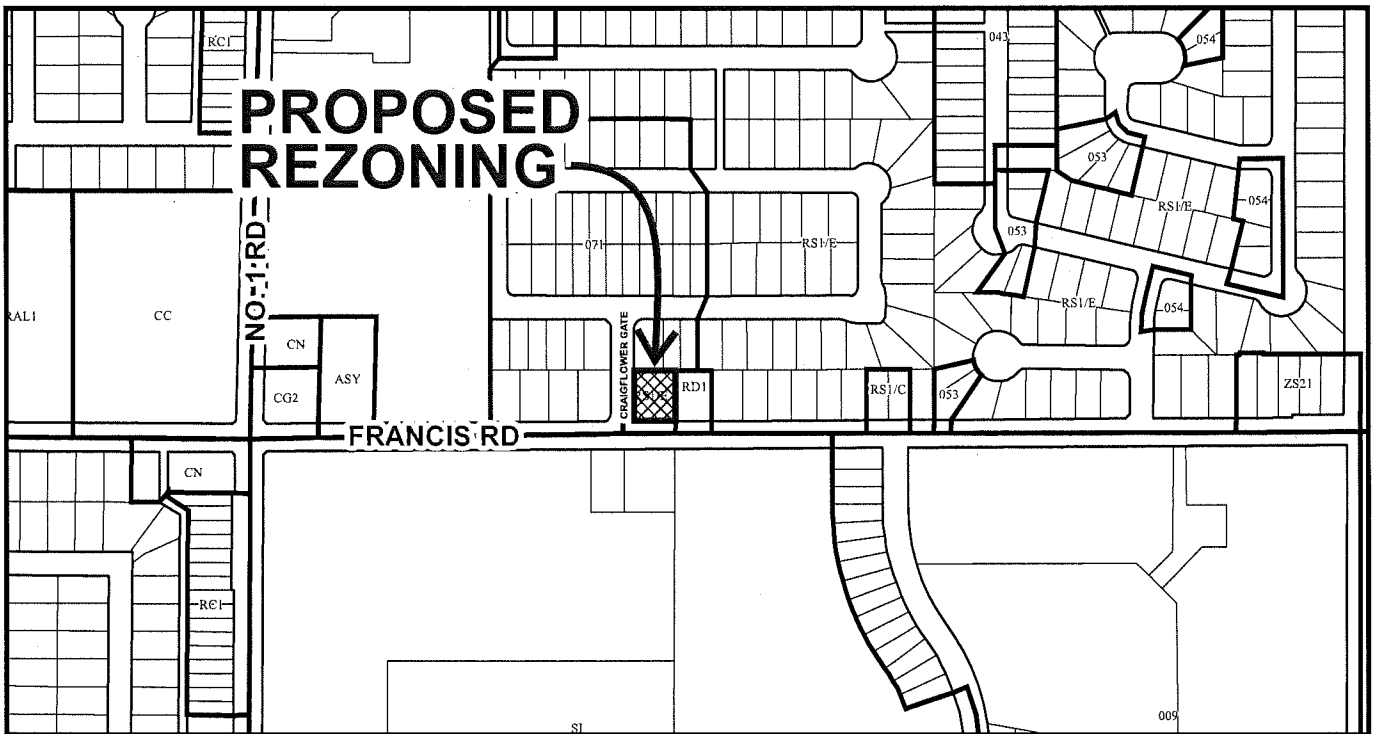 RC1
043
054
PROPOSED
REZONING
053
RS1/E
054
053
071
RS1/E
NO. 1 RD
RAL1
CC
RS1/E
054
CN
ASY
CG2
CRAIGFLOWER GATE
RD1
RS1/C
053
ZS21
FRANCIS RD
CN
RC1
SI
009